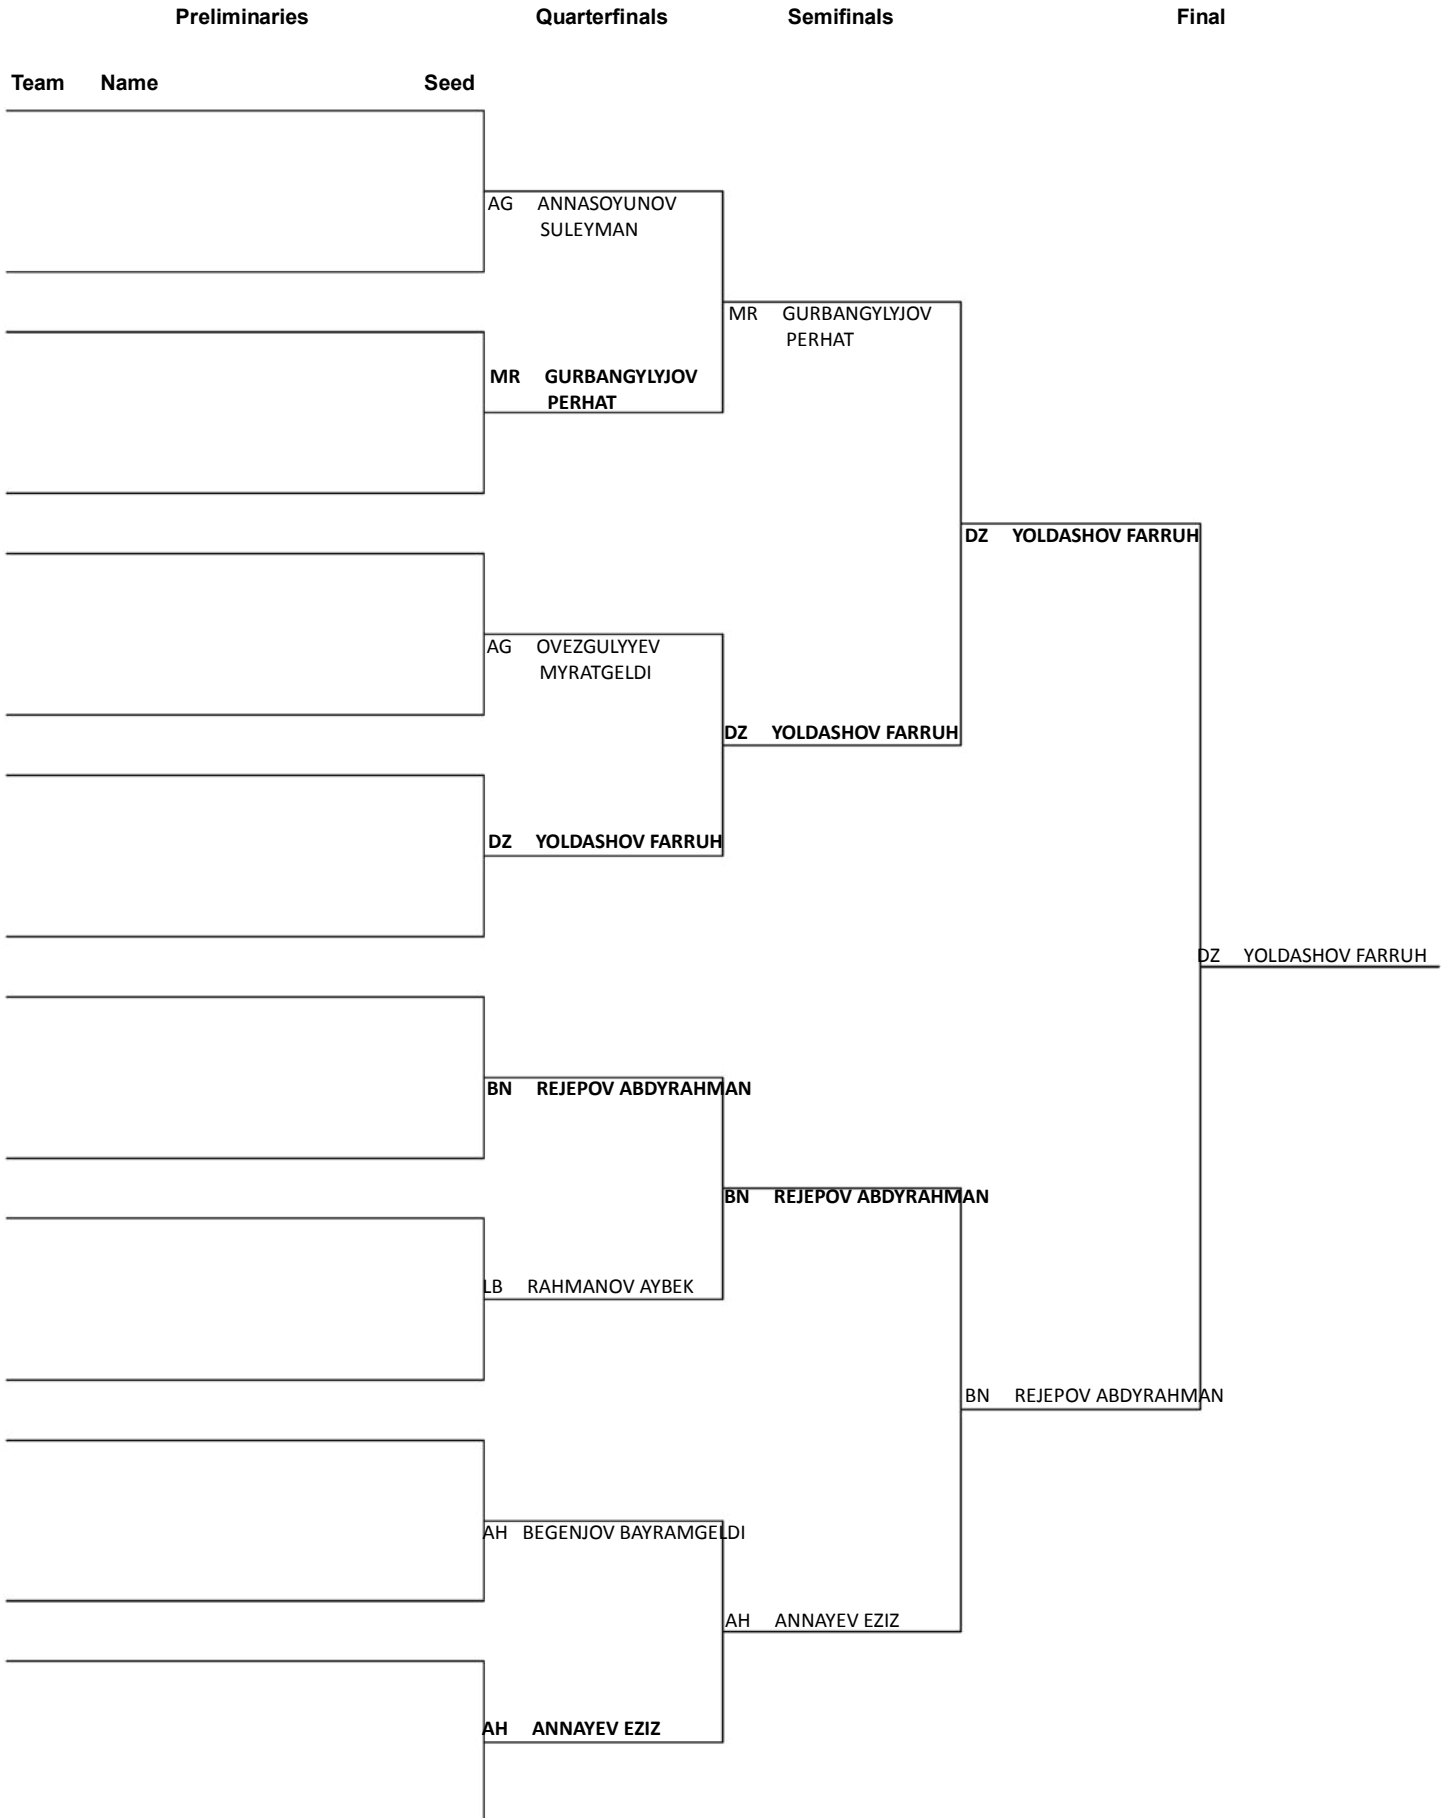 Preliminaries Quarterfinals Semifinals Final
Team Name Seed
AG ANNASOYUNOV
SULEYMAN
MR GURBANGYLYJOV
PERHAT
MR GURBANGYLYJOV
PERHAT
DZ YOLDASHOV FARRUH
AG OVEZGULYYEV
MYRATGELDI
DZ YOLDASHOV FARRUH
DZ YOLDASHOV FARRUH
DZ YOLDASHOV FARRUH
BN REJEPOV ABDYRAHMAN
BN REJEPOV ABDYRAHMAN
LB RAHMANOV AYBEK
BN REJEPOV ABDYRAHMAN
AH BEGENJOV BAYRAMGELDI
AH ANNAYEV EZIZ
AH ANNAYEV EZIZ